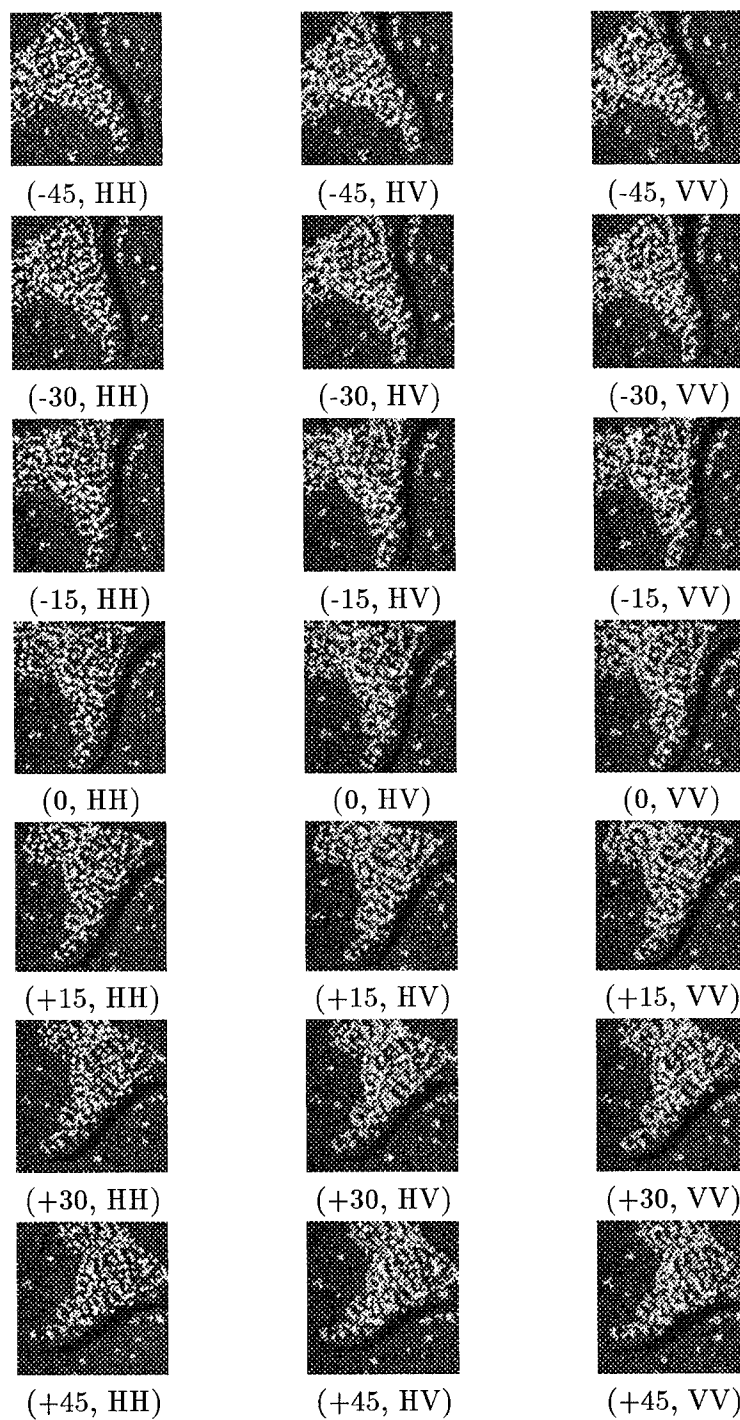 (-45, HH) (-45, HV) (-45, VV)
(-30, HH) (-30, HV) (-30, VV)
(-15, HH) (-15, HV) (-15, VV)
(0, HH) (0, HV) (0, VV)
(+15, HH) (+15, HV) (+15, VV)
(+30, HH) (+30, HV) (+30, VV)
(+45, HH) (+45, HV) (+45, VV)